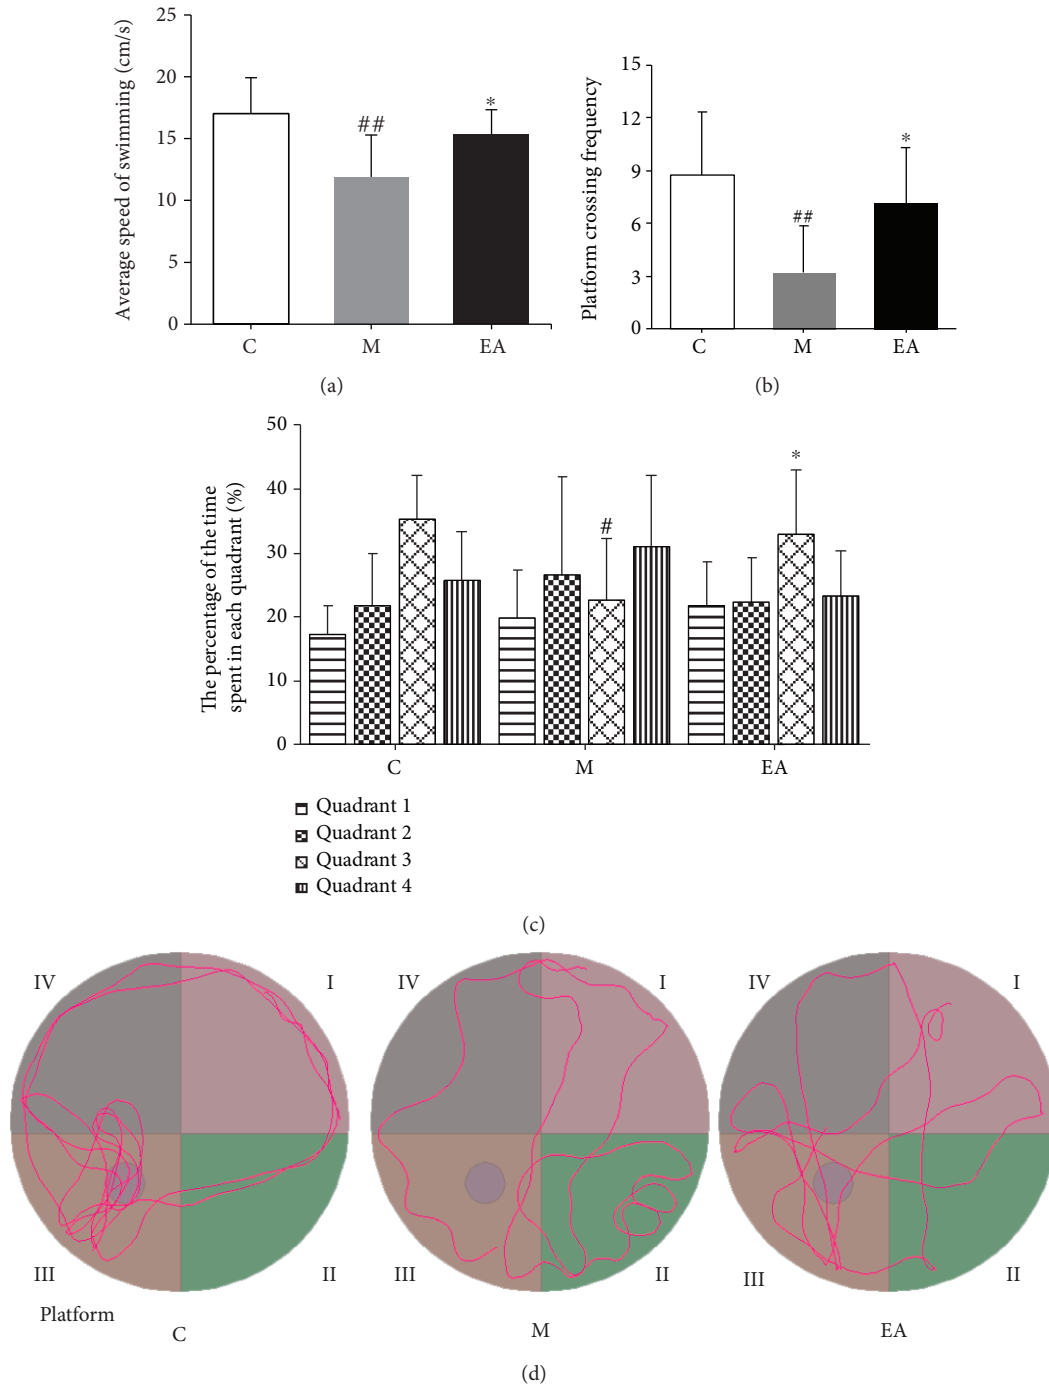 Average speed of swimming (cm/s)
25
20
15
10
5
0
##
*
C M EA
(a)
Platform crossing frequency
15
12
9
6
3
0
##
*
C M EA
(b)
The percentage of the time
spent in each quadrant (%)
50
40
30
20
10
0
#
*
C M EA
Quadrant 1
Quadrant 2
Quadrant 3
Quadrant 4
(c)
IV I
III II
Platform
C
IV I
III II
M
IV I
III II
EA
(d)